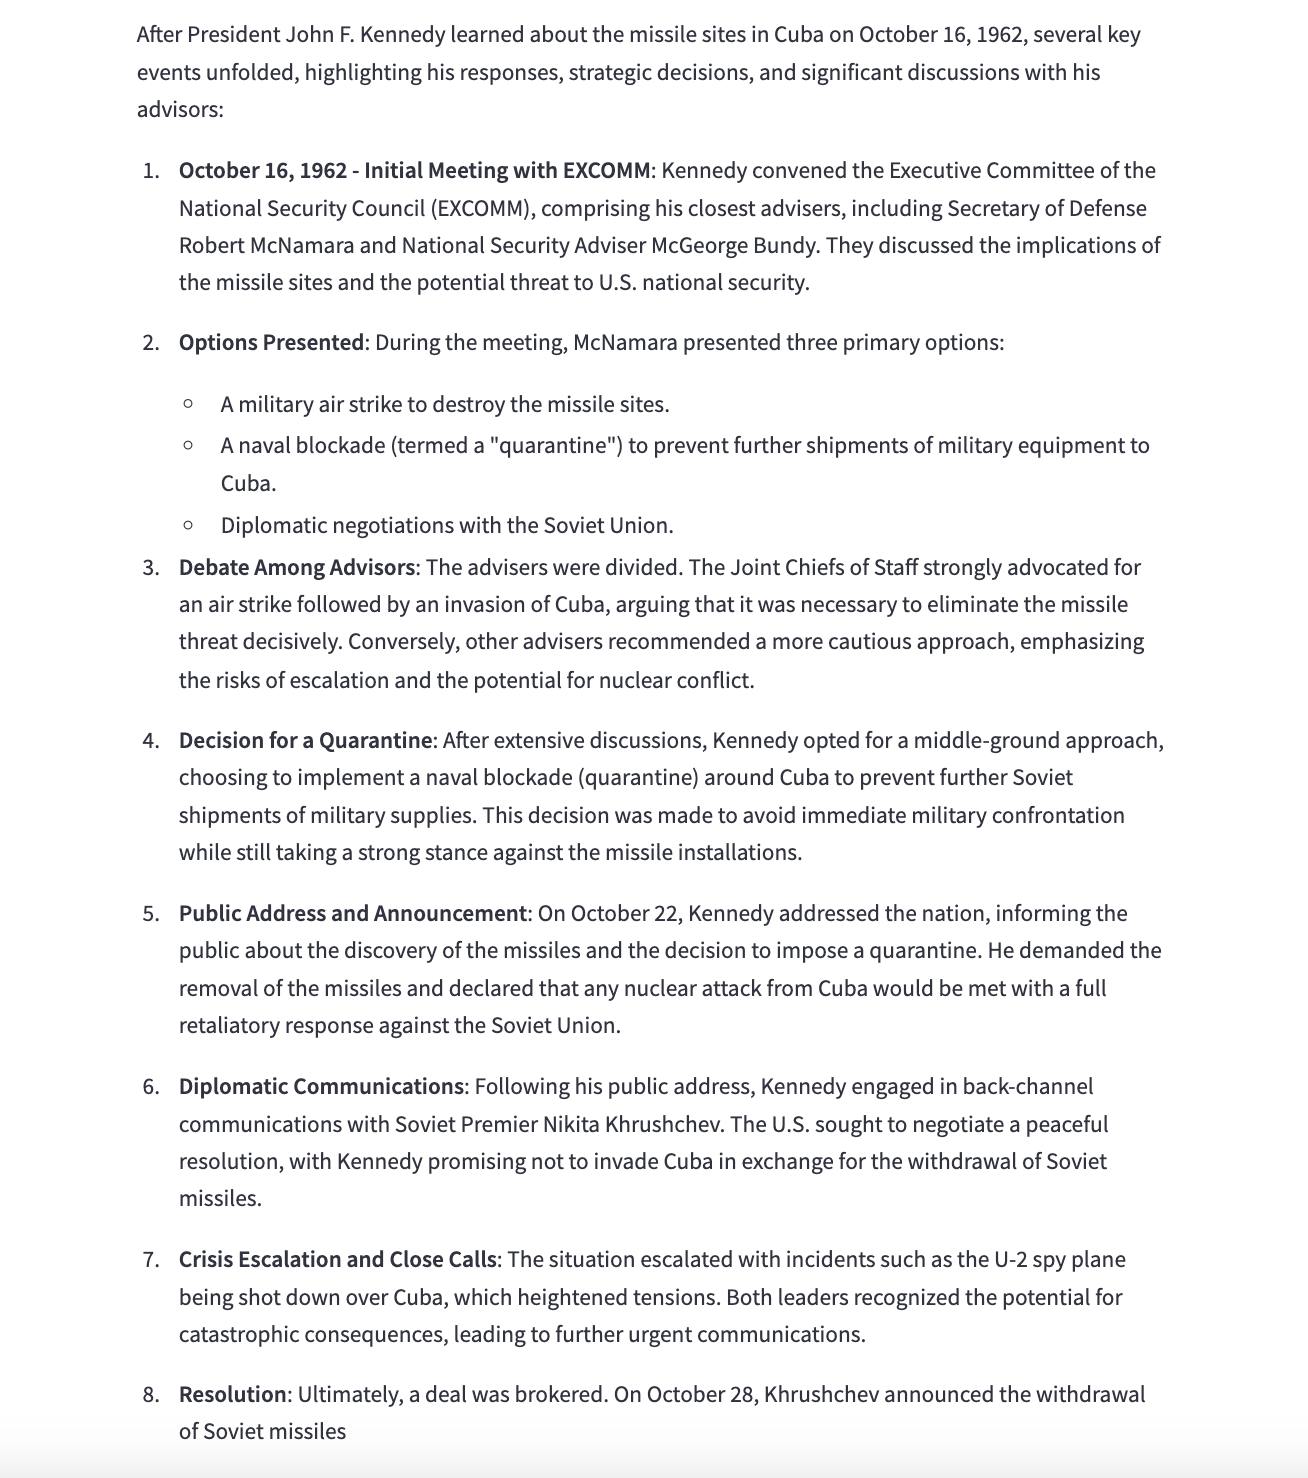 After President John F. Kennedy learned about the missile sites in Cuba on October 16, 1962, several key
events unfolded, highlighting his responses, strategic decisions, and significant discussions with his
advisors:
1. October 16, 1962 - Initial Meeting with EXCOMM: Kennedy convened the Executive Committee of the
National Security Council (EXCOMM), comprising his closest advisers, including Secretary of Defense
Robert McNamara and National Security Adviser McGeorge Bundy. They discussed the implications of
the missile sites and the potential threat to U.S. national security.
2. Options Presented: During the meeting, McNamara presented three primary options:
○ A military air strike to destroy the missile sites.
○ A naval blockade (termed a "quarantine") to prevent further shipments of military equipment to
Cuba.
○ Diplomatic negotiations with the Soviet Union.
3. Debate Among Advisors: The advisers were divided. The Joint Chiefs of Staff strongly advocated for
an air strike followed by an invasion of Cuba, arguing that it was necessary to eliminate the missile
threat decisively. Conversely, other advisers recommended a more cautious approach, emphasizing
the risks of escalation and the potential for nuclear conflict.
4. Decision for a Quarantine: After extensive discussions, Kennedy opted for a middle-ground approach,
choosing to implement a naval blockade (quarantine) around Cuba to prevent further Soviet
shipments of military supplies. This decision was made to avoid immediate military confrontation
while still taking a strong stance against the missile installations.
5. Public Address and Announcement: On October 22, Kennedy addressed the nation, informing the
public about the discovery of the missiles and the decision to impose a quarantine. He demanded the
removal of the missiles and declared that any nuclear attack from Cuba would be met with a full
retaliatory response against the Soviet Union.
6. Diplomatic Communications: Following his public address, Kennedy engaged in back-channel
communications with Soviet Premier Nikita Khrushchev. The U.S. sought to negotiate a peaceful
resolution, with Kennedy promising not to invade Cuba in exchange for the withdrawal of Soviet
missiles.
7. Crisis Escalation and Close Calls: The situation escalated with incidents such as the U-2 spy plane
being shot down over Cuba, which heightened tensions. Both leaders recognized the potential for
catastrophic consequences, leading to further urgent communications.
8. Resolution: Ultimately, a deal was brokered. On October 28, Khrushchev announced the withdrawal
of Soviet missiles